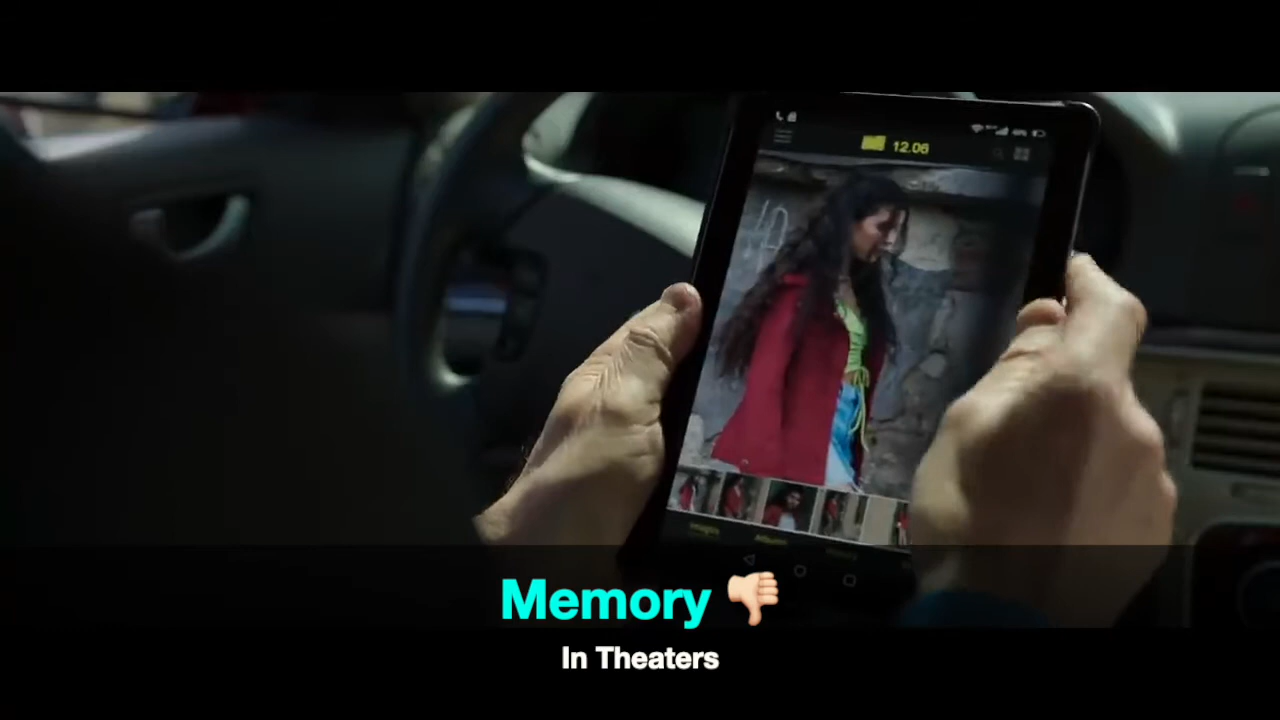 12.06
Memory 👎
In Theaters